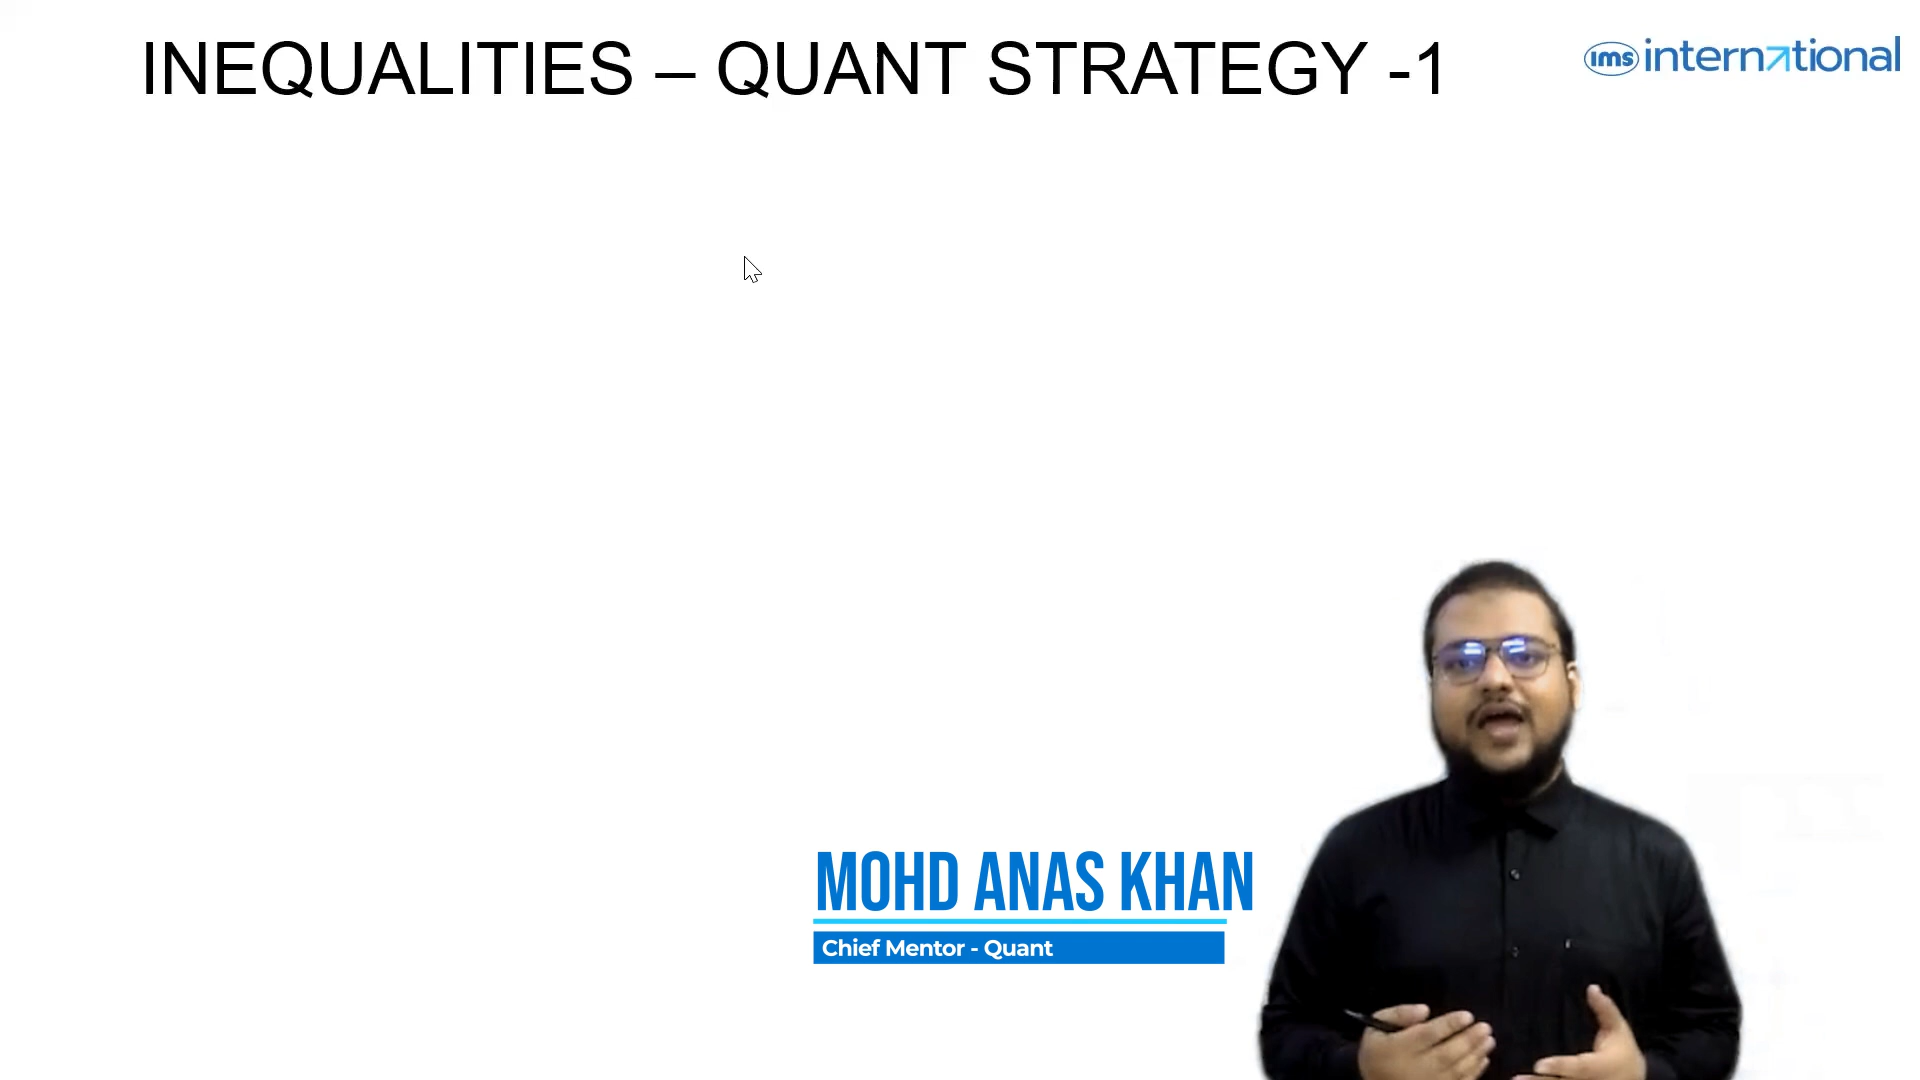 INEQUALITIES – QUANT STRATEGY -1
ims international
MOHD ANAS KHAN
Chief Mentor - Quant